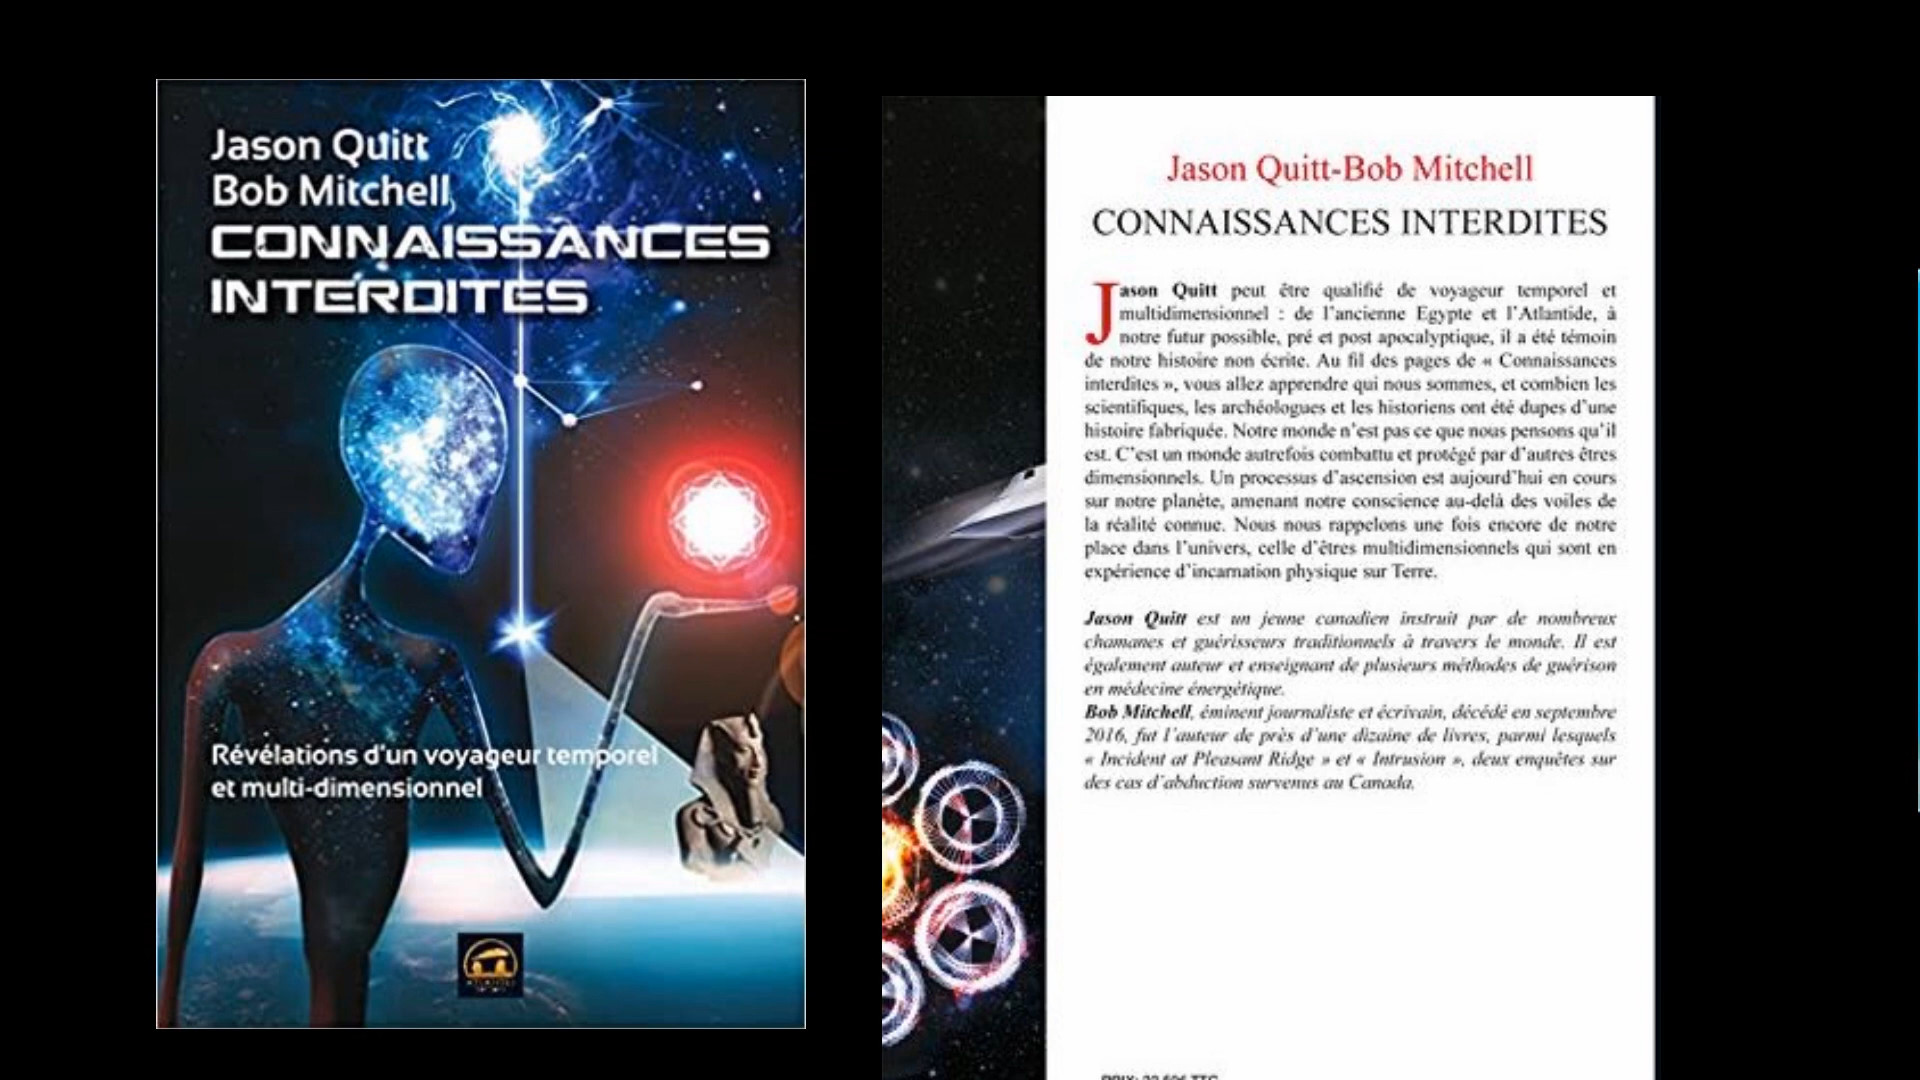 Jason Quitt
Bob Mitchell
CONNAISSANCES
INTERDITES
Révélations d'un voyageur temporel
et multi-dimensionnel
Jason Quitt-Bob Mitchell
CONNAISSANCES INTERDITES
Jason Quitt peut être qualifié de voyageur temporel et
multidimensionnel : de l'ancienne Egypte et l'Atlantide, à
notre futur possible, pré et post apocalyptique, il a été témoin
de notre histoire non écrite. Au fil des pages de « Connaissances
interdites », vous allez apprendre qui nous sommes, et combien les
scientifiques, les archéologues et les historiens ont été dupes d'une
histoire fabriquée. Notre monde n'est pas ce que nous pensons qu'il
est. C'est un monde autrefois combattu et protégé par d'autres êtres
dimensionnels. Un processus d'ascension est aujourd'hui en cours
sur notre planète, amenant notre conscience au-delà des voiles de
la réalité connue. Nous nous rappelons une fois encore de notre
place dans l'univers, celle d'êtres multidimensionnels qui sont en
expérience d'incarnation physique sur Terre.
Jason Quitt est un jeune canadien instruit par de nombreux
chamanes et guérisseurs traditionnels à travers le monde. Il est
également auteur et enseignant de plusieurs méthodes de guérison
en médecine énergétique.
Bob Mitchell, éminent journaliste et écrivain, décédé en septembre
2016, fut l'auteur de près d'une dizaine de livres, parmi lesquels
« Incident at Pleasant Ridge » et « Intrusion », deux enquêtes sur
des cas d'abduction survenus au Canada.